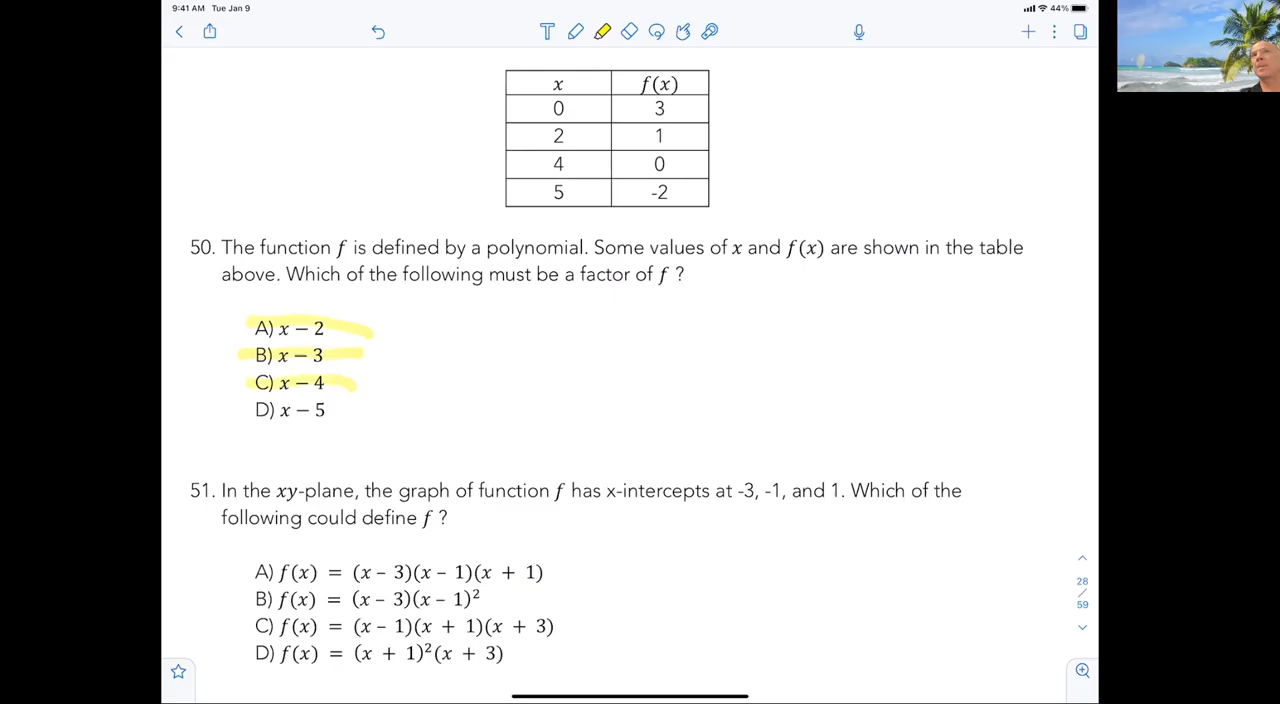 9:41 AM Tue Jan 9
44%
x f(x)
0 3
2 1
4 0
5 -2
50. The function f is defined by a polynomial. Some values of x and f(x) are shown in the table
above. Which of the following must be a factor of f ?
A) x − 2
B) x − 3
C) x − 4
D) x − 5
51. In the xy-plane, the graph of function f has x-intercepts at -3, -1, and 1. Which of the
following could define f ?
A) f(x) = (x − 3)(x − 1)(x + 1)
B) f(x) = (x − 3)(x − 1)²
C) f(x) = (x − 1)(x + 1)(x + 3)
D) f(x) = (x + 1)²(x + 3)
28
/
59